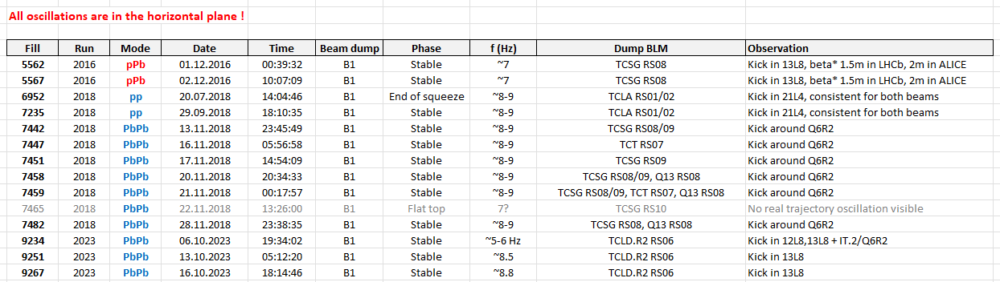 All oscillations are in the horizontal plane !
Fill Run Mode Date Time Beam dump Phase f (Hz) Dump BLM Observation
5562 2016 pPb 01.12.2016 00:39:32 B1 Stable ~7 TCSG RS08 Kick in 13L8, beta* 1.5m in LHCb, 2m in ALICE
5567 2016 pPb 02.12.2016 10:07:09 B1 Stable ~7 TCSG RS08 Kick in 13L8, beta* 1.5m in LHCb, 2m in ALICE
6952 2018 pp 20.07.2018 14:04:46 B1 End of squeeze ~8-9 TCLA RS01/02 Kick in 21L4, consistent for both beams
7235 2018 pp 29.09.2018 18:10:35 B1 Stable ~8-9 TCLA RS01/02 Kick in 21L4, consistent for both beams
7442 2018 PbPb 13.11.2018 23:45:49 B1 Stable ~8-9 TCSG RS08/09 Kick around Q6R2
7447 2018 PbPb 16.11.2018 05:56:58 B1 Stable ~8-9 TCT RS07 Kick around Q6R2
7451 2018 PbPb 17.11.2018 14:54:09 B1 Stable ~8-9 TCSG RS09 Kick around Q6R2
7458 2018 PbPb 20.11.2018 20:34:33 B1 Stable ~8-9 TCSG RS08/09, Q13 RS08 Kick around Q6R2
7459 2018 PbPb 21.11.2018 00:17:57 B1 Stable ~8-9 TCSG RS08/09, TCT RS07, Q13 RS08 Kick around Q6R2
7465 2018 PbPb 22.11.2018 13:26:00 B1 Flat top 7? TCSG RS10 No real trajectory oscillation visible
7482 2018 PbPb 28.11.2018 23:38:35 B1 Stable ~8-9 TCSG RS08, Q13 RS08 Kick around Q6R2
9234 2023 PbPb 06.10.2023 19:34:02 B1 Stable ~5-6 Hz TCLD.R2 RS06 Kick in 12L8,13L8 + IT.2/Q6R2
9251 2023 PbPb 13.10.2023 05:12:20 B1 Stable ~8.5 TCLD.R2 RS06 Kick in 13L8
9267 2023 PbPb 16.10.2023 18:14:46 B1 Stable ~8.8 TCLD.R2 RS06 Kick in 13L8